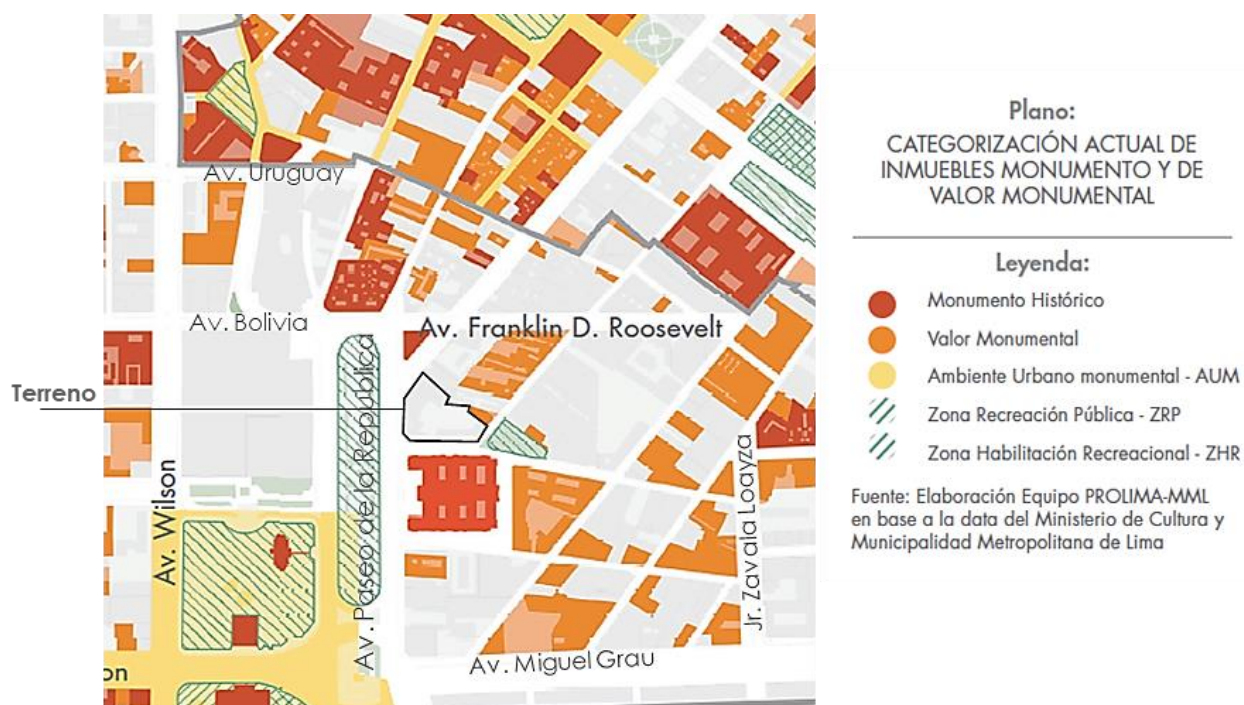 Av. Uruguay
Av. Bolivia
Av. Franklin D. Roosevelt
Terreno
Av. Paseo de la Republica
Av. Wilson
Jr. Zavala Loayza
Av. Miguel Grau
on
Plano:
CATEGORIZACIÓN ACTUAL DE
INMUEBLES MONUMENTO Y DE
VALOR MONUMENTAL
Leyenda:
Monumento Histórico
Valor Monumental
Ambiente Urbano monumental - AUM
Zona Recreación Pública - ZRP
Zona Habilitación Recreacional - ZHR
Fuente: Elaboración Equipo PROLIMA-MML
en base a la data del Ministerio de Cultura y
Municipalidad Metropolitana de Lima